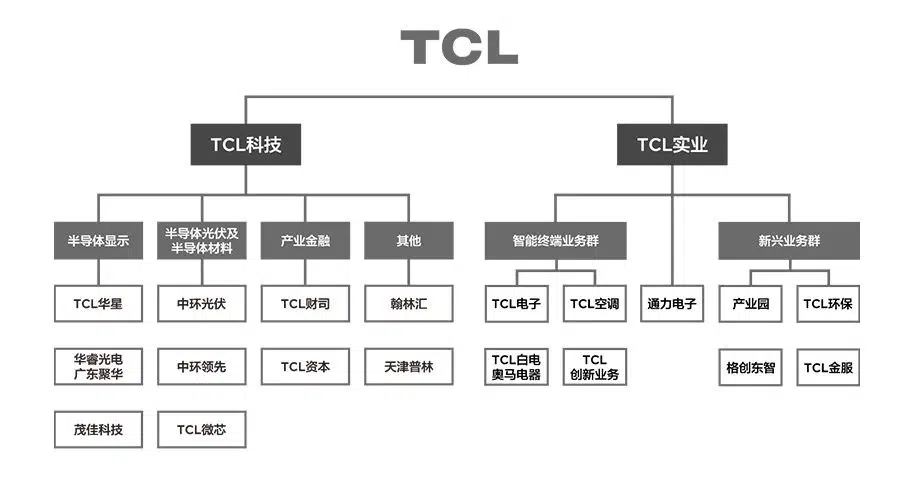 TCL
TCL科技
TCL实业
半导体显示
半导体光伏及
半导体材料
产业金融
其他
智能终端业务群
新兴业务群
TCL华星
中环光伏
TCL财司
翰林汇
TCL电子
TCL空调
通力电子
产业园
TCL环保
华睿光电
广东聚华
中环领先
TCL资本
天津普林
TCL白电
奥马电器
TCL
创新业务
格创东智
TCL金服
茂佳科技
TCL微芯